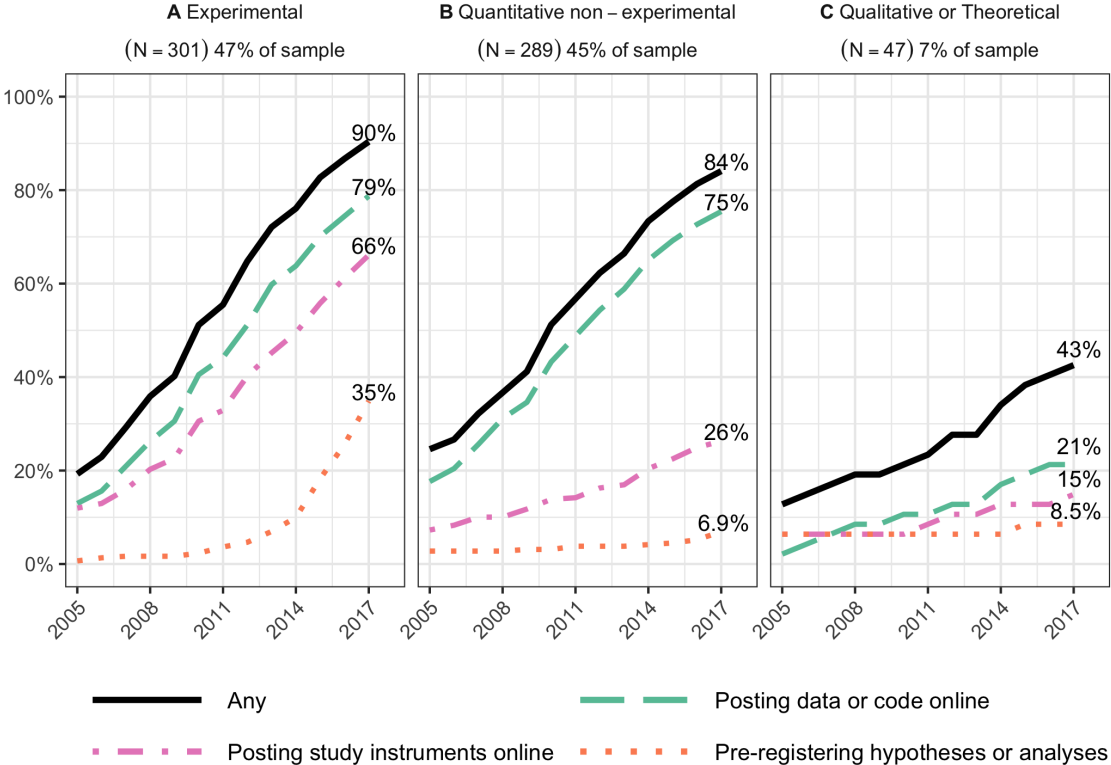 A Experimental
(N = 301) 47% of sample
B Quantitative non − experimental
(N = 289) 45% of sample
C Qualitative or Theoretical
(N = 47) 7% of sample
100%
80%
60%
40%
20%
0%
90%
79%
66%
35%
84%
75%
26%
6.9%
43%
21%
15%
8.5%
2005 2008 2011 2014 2017
2005 2008 2011 2014 2017
2005 2008 2011 2014 2017
Any
Posting data or code online
Posting study instruments online
Pre-registering hypotheses or analyses